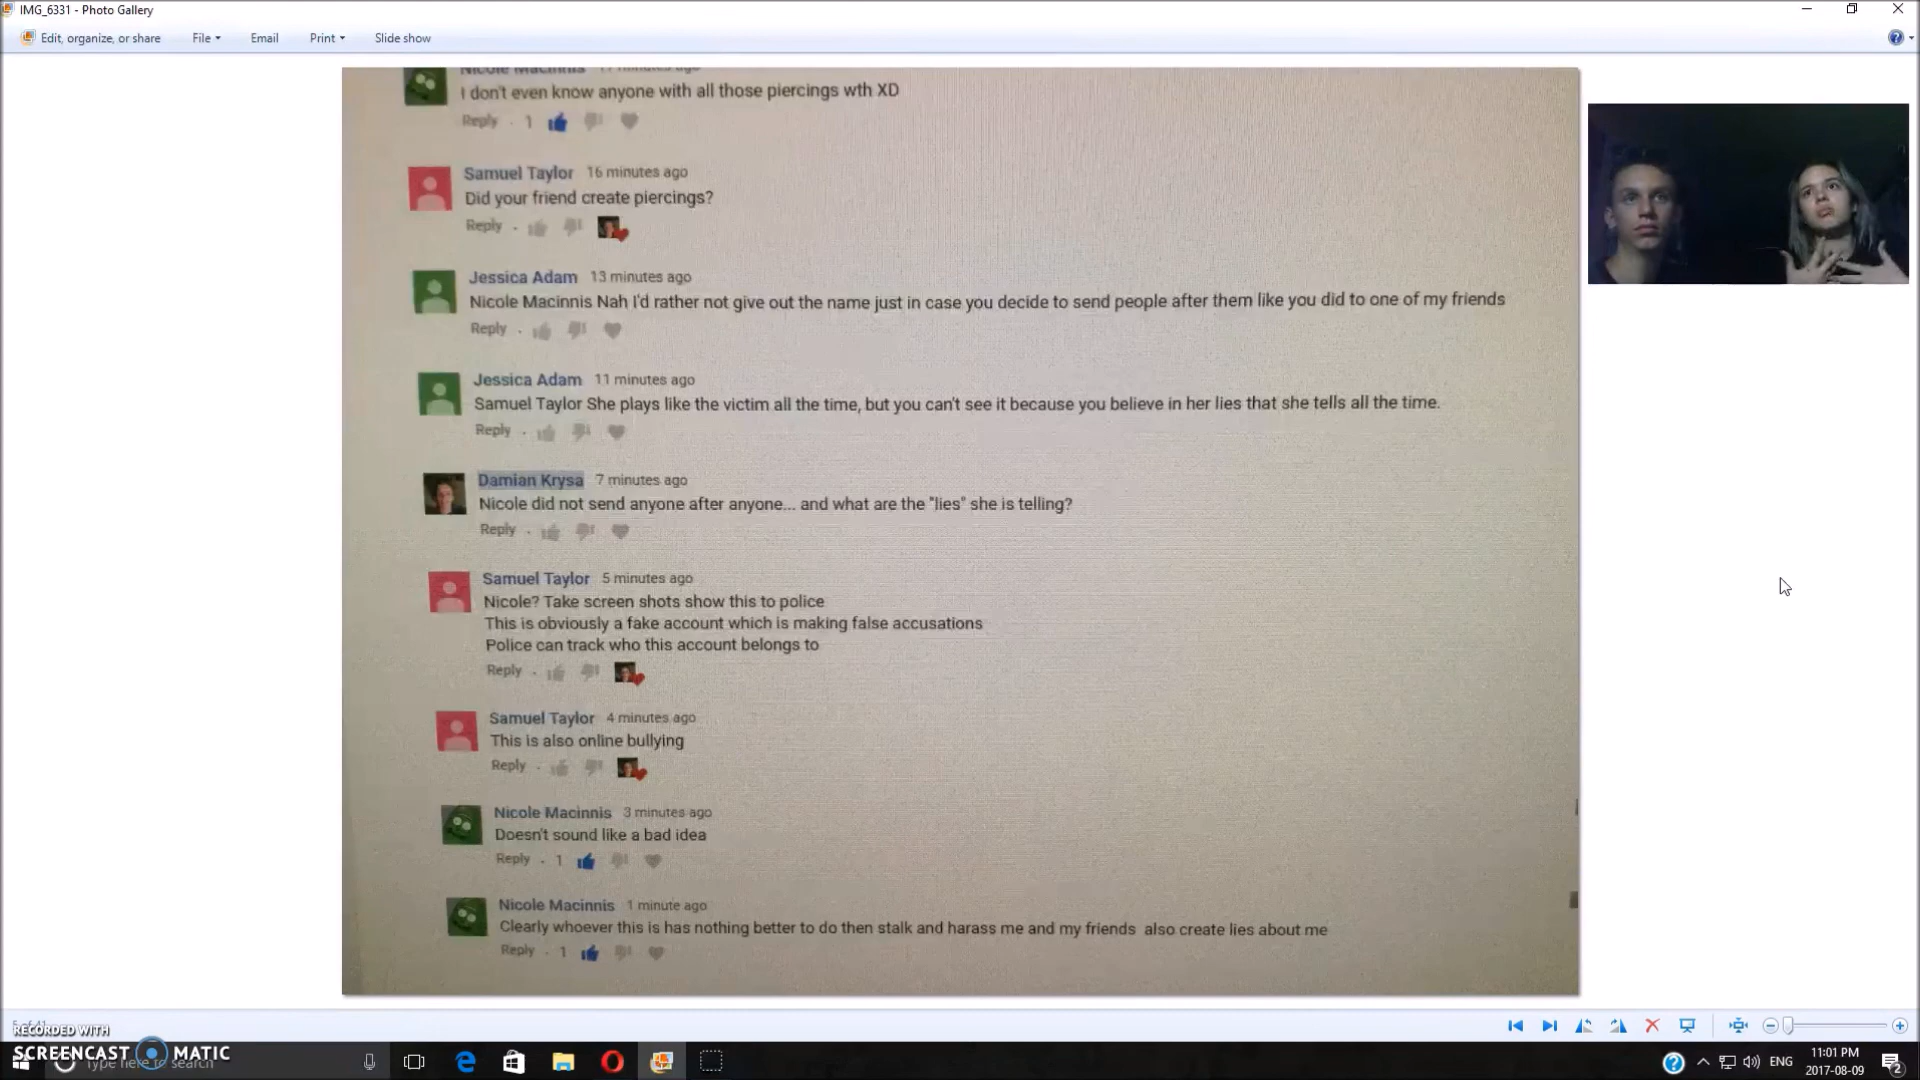 IMG_6331 - Photo Gallery
Edit, organize, or share File Email Print Slide show
Nicole Macinnis
I don't even know anyone with all those piercings wth XD
Reply 1
Samuel Taylor 16 minutes ago
Did your friend create piercings?
Reply
Jessica Adam 13 minutes ago
Nicole Macinnis Nah I'd rather not give out the name just in case you decide to send people after them like you did to one of my friends
Reply
Jessica Adam 11 minutes ago
Samuel Taylor She plays like the victim all the time, but you can't see it because you believe in her lies that she tells all the time.
Reply
Damian Krysa 7 minutes ago
Nicole did not send anyone after anyone... and what are the "lies" she is telling?
Reply
Samuel Taylor 5 minutes ago
Nicole? Take screen shots show this to police
This is obviously a fake account which is making false accusations
Police can track who this account belongs to
Reply
Samuel Taylor 4 minutes ago
This is also online bullying
Reply
Nicole Macinnis 3 minutes ago
Doesn't sound like a bad idea
Reply 1
Nicole Macinnis 1 minute ago
Clearly whoever this is has nothing better to do then stalk and harass me and my friends also create lies about me
Reply 1
RECORDED WITH
SCREENCAST MATIC
Type here to search
ENG
11:01 PM
2017-08-09
2